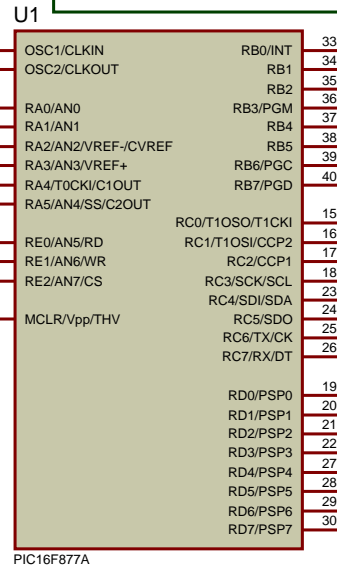 U1
OSC1/CLKIN RB0/INT 33
OSC2/CLKOUT RB1 34
RB2 35
RA0/AN0 RB3/PGM 36
RA1/AN1 RB4 37
RA2/AN2/VREF-/CVREF RB5 38
RA3/AN3/VREF+ RB6/PGC 39
RA4/T0CKI/C1OUT RB7/PGD 40
RA5/AN4/SS/C2OUT
RC0/T1OSO/T1CKI 15
RE0/AN5/RD RC1/T1OSI/CCP2 16
RE1/AN6/WR RC2/CCP1 17
RE2/AN7/CS RC3/SCK/SCL 18
RC4/SDI/SDA 23
MCLR/Vpp/THV RC5/SDO 24
RC6/TX/CK 25
RC7/RX/DT 26
RD0/PSP0 19
RD1/PSP1 20
RD2/PSP2 21
RD3/PSP3 22
RD4/PSP4 27
RD5/PSP5 28
RD6/PSP6 29
RD7/PSP7 30
PIC16F877A